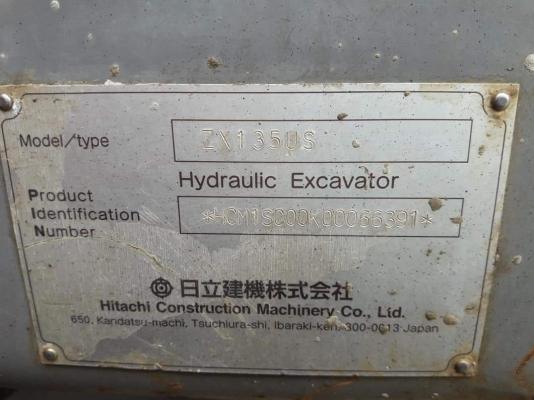 Model/type ZX135US
Hydraulic Excavator
Product
Identification *HCM1SC00K00066391*
Number
日立建機株式会社
Hitachi Construction Machinery Co., Ltd.
650, Kandatsu-machi, Tsuchiura-shi, Ibaraki-ken, 300-0013 Japan